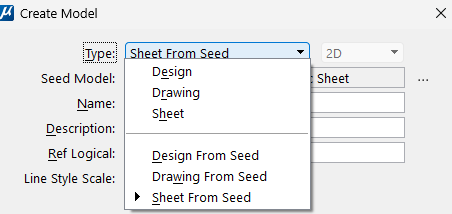 Create Model
Type: Sheet From Seed 2D
Design
Seed Model: Sheet ...
Drawing
Name:
Sheet
Description:
Ref Logical: Design From Seed
Drawing From Seed
Line Style Scale:
Sheet From Seed